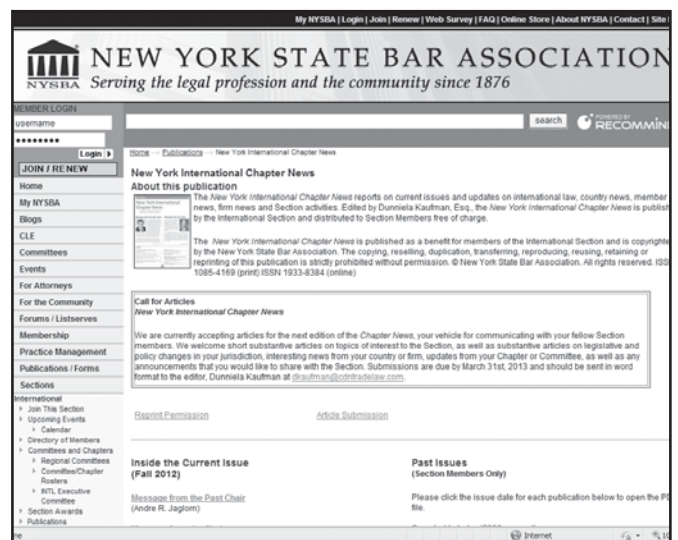 My NYSBA | Login | Join | Renew | Web Survey | FAQ | Online Store | About NYSBA | Contact | Site
NEW YORK STATE BAR ASSOCIATION
NYSBA
Serving the legal profession and the community since 1876
MEMBER LOGIN
username
Login
JOIN / RENEW
Home
My NYSBA
Blogs
CLE
Committees
Events
For Attorneys
For the Community
Forums / Listserves
Membership
Practice Management
Publications / Forms
Sections
International
Join This Section
Upcoming Events
Calendar
Directory of Members
Committees and Chapters
Regional Committees
Committee/Chapter
Rosters
INTL Executive
Committee
Section Awards
Publications
search
POWERED BY
RECOMMIN
Home → Publications → New York International Chapter News
New York International Chapter News
About this publication
The New York International Chapter News reports on current issues and updates on international law, country news, member
news, firm news and Section activities. Edited by Dunniela Kaufman, Esq., the New York International Chapter News is publish
by the International Section and distributed to Section Members free of charge.
The New York International Chapter News is published as a benefit for members of the International Section and is copyrighte
by the New York State Bar Association. The copying, reselling, duplication, transferring, reproducing, reusing, retaining or
reprinting of this publication is strictly prohibited without permission. © New York State Bar Association. All rights reserved. ISS
1085-4169 (print) ISSN 1933-8384 (online)
Call for Articles
New York International Chapter News
We are currently accepting articles for the next edition of the Chapter News, your vehicle for communicating with your fellow Section
members. We welcome short substantive articles on topics of interest to the Section, as well as substantive articles on legislative and
policy changes in your jurisdiction, interesting news from your country or firm, updates from your Chapter or Committee, as well as any
announcements that you would like to share with the Section. Submissions are due by March 31st, 2013 and should be sent in word
format to the editor, Dunniela Kaufman at dkaufman@cdntradelaw.com.
Reprint Permission
Article Submission
Inside the Current Issue
(Fall 2012)
Message from the Past Chair
(Andre R. Jaglom)
Past Issues
(Section Members Only)
Please click the issue date for each publication below to open the PD
file.
ne
Internet
10